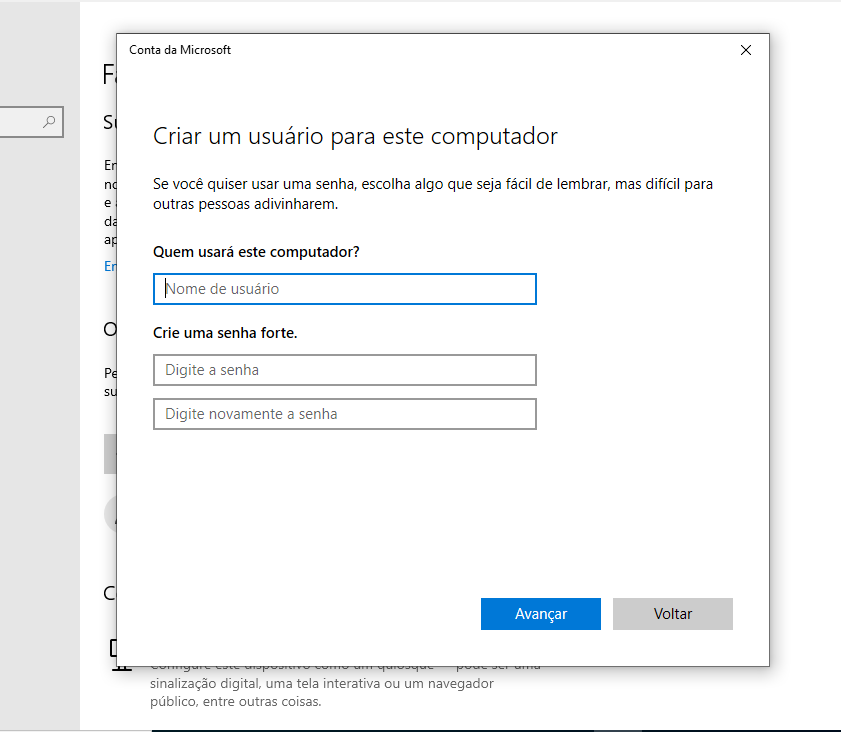 Conta da Microsoft
Criar um usuário para este computador
Se você quiser usar uma senha, escolha algo que seja fácil de lembrar, mas difícil para
outras pessoas adivinharem.
Quem usará este computador?
Nome de usuário
Crie uma senha forte.
Digite a senha
Digite novamente a senha
Avançar
Voltar
sinalização digital, uma tela interativa ou um navegador
público, entre outras coisas.